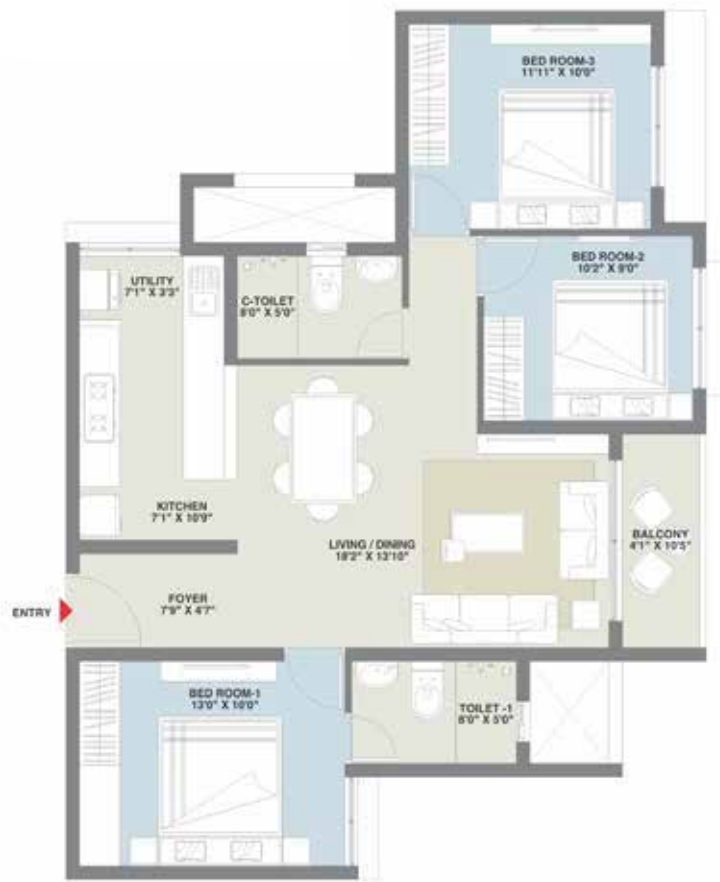 BED ROOM-3
11'11" X 10'0"
BED ROOM-2
10'2" X 9'0"
UTILITY
7'1" X 3'3"
C-TOILET
8'0" X 5'0"
KITCHEN
7'1" X 10'9"
LIVING / DINING
18'2" X 13'10"
BALCONY
4'1" X 10'5"
ENTRY
FOYER
7'9" X 4'7"
BED ROOM-1
13'0" X 10'0"
TOILET -1
8'0" X 5'0"